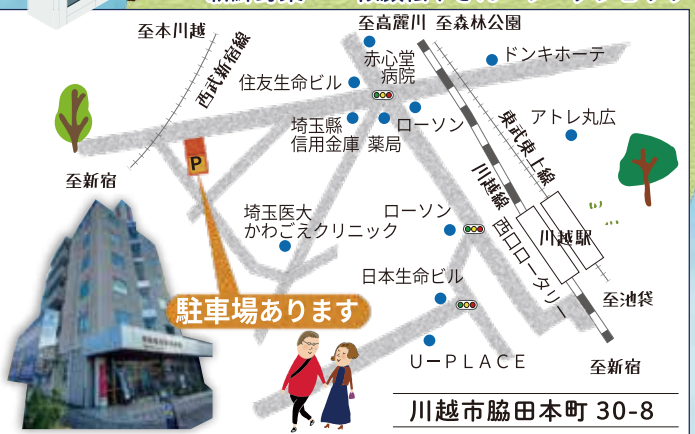 至高麗川 至森林公園
至本川越
西武新宿線
赤心堂
病院
ドンキホーテ
住友生命ビル
埼玉縣
信用金庫
薬局
ローソン
東武東上線
アトレ丸広
P
至新宿
川越線
埼玉医大
かわごえクリニック
ローソン
西口ロータリー
川越駅
日本生命ビル
駐車場あります
至池袋
U-PLACE
至新宿
川越市脇田本町 30-8